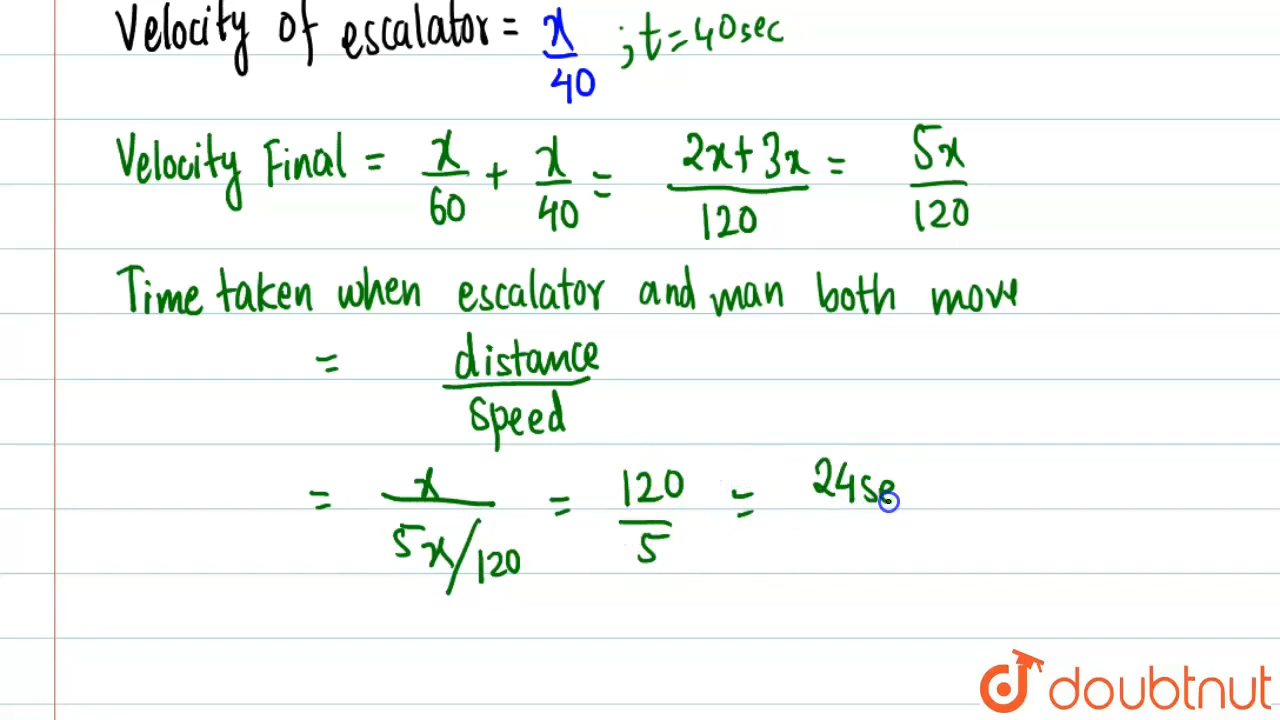 Velocity of escalator = x/40 ; t=40sec
Velocity Final = x/60 + x/40 = 2x+3x/120 = 5x/120
Time taken when escalator and man both move
= distance/speed
= x/5x/120 = 120/5 = 24se
doubtnut